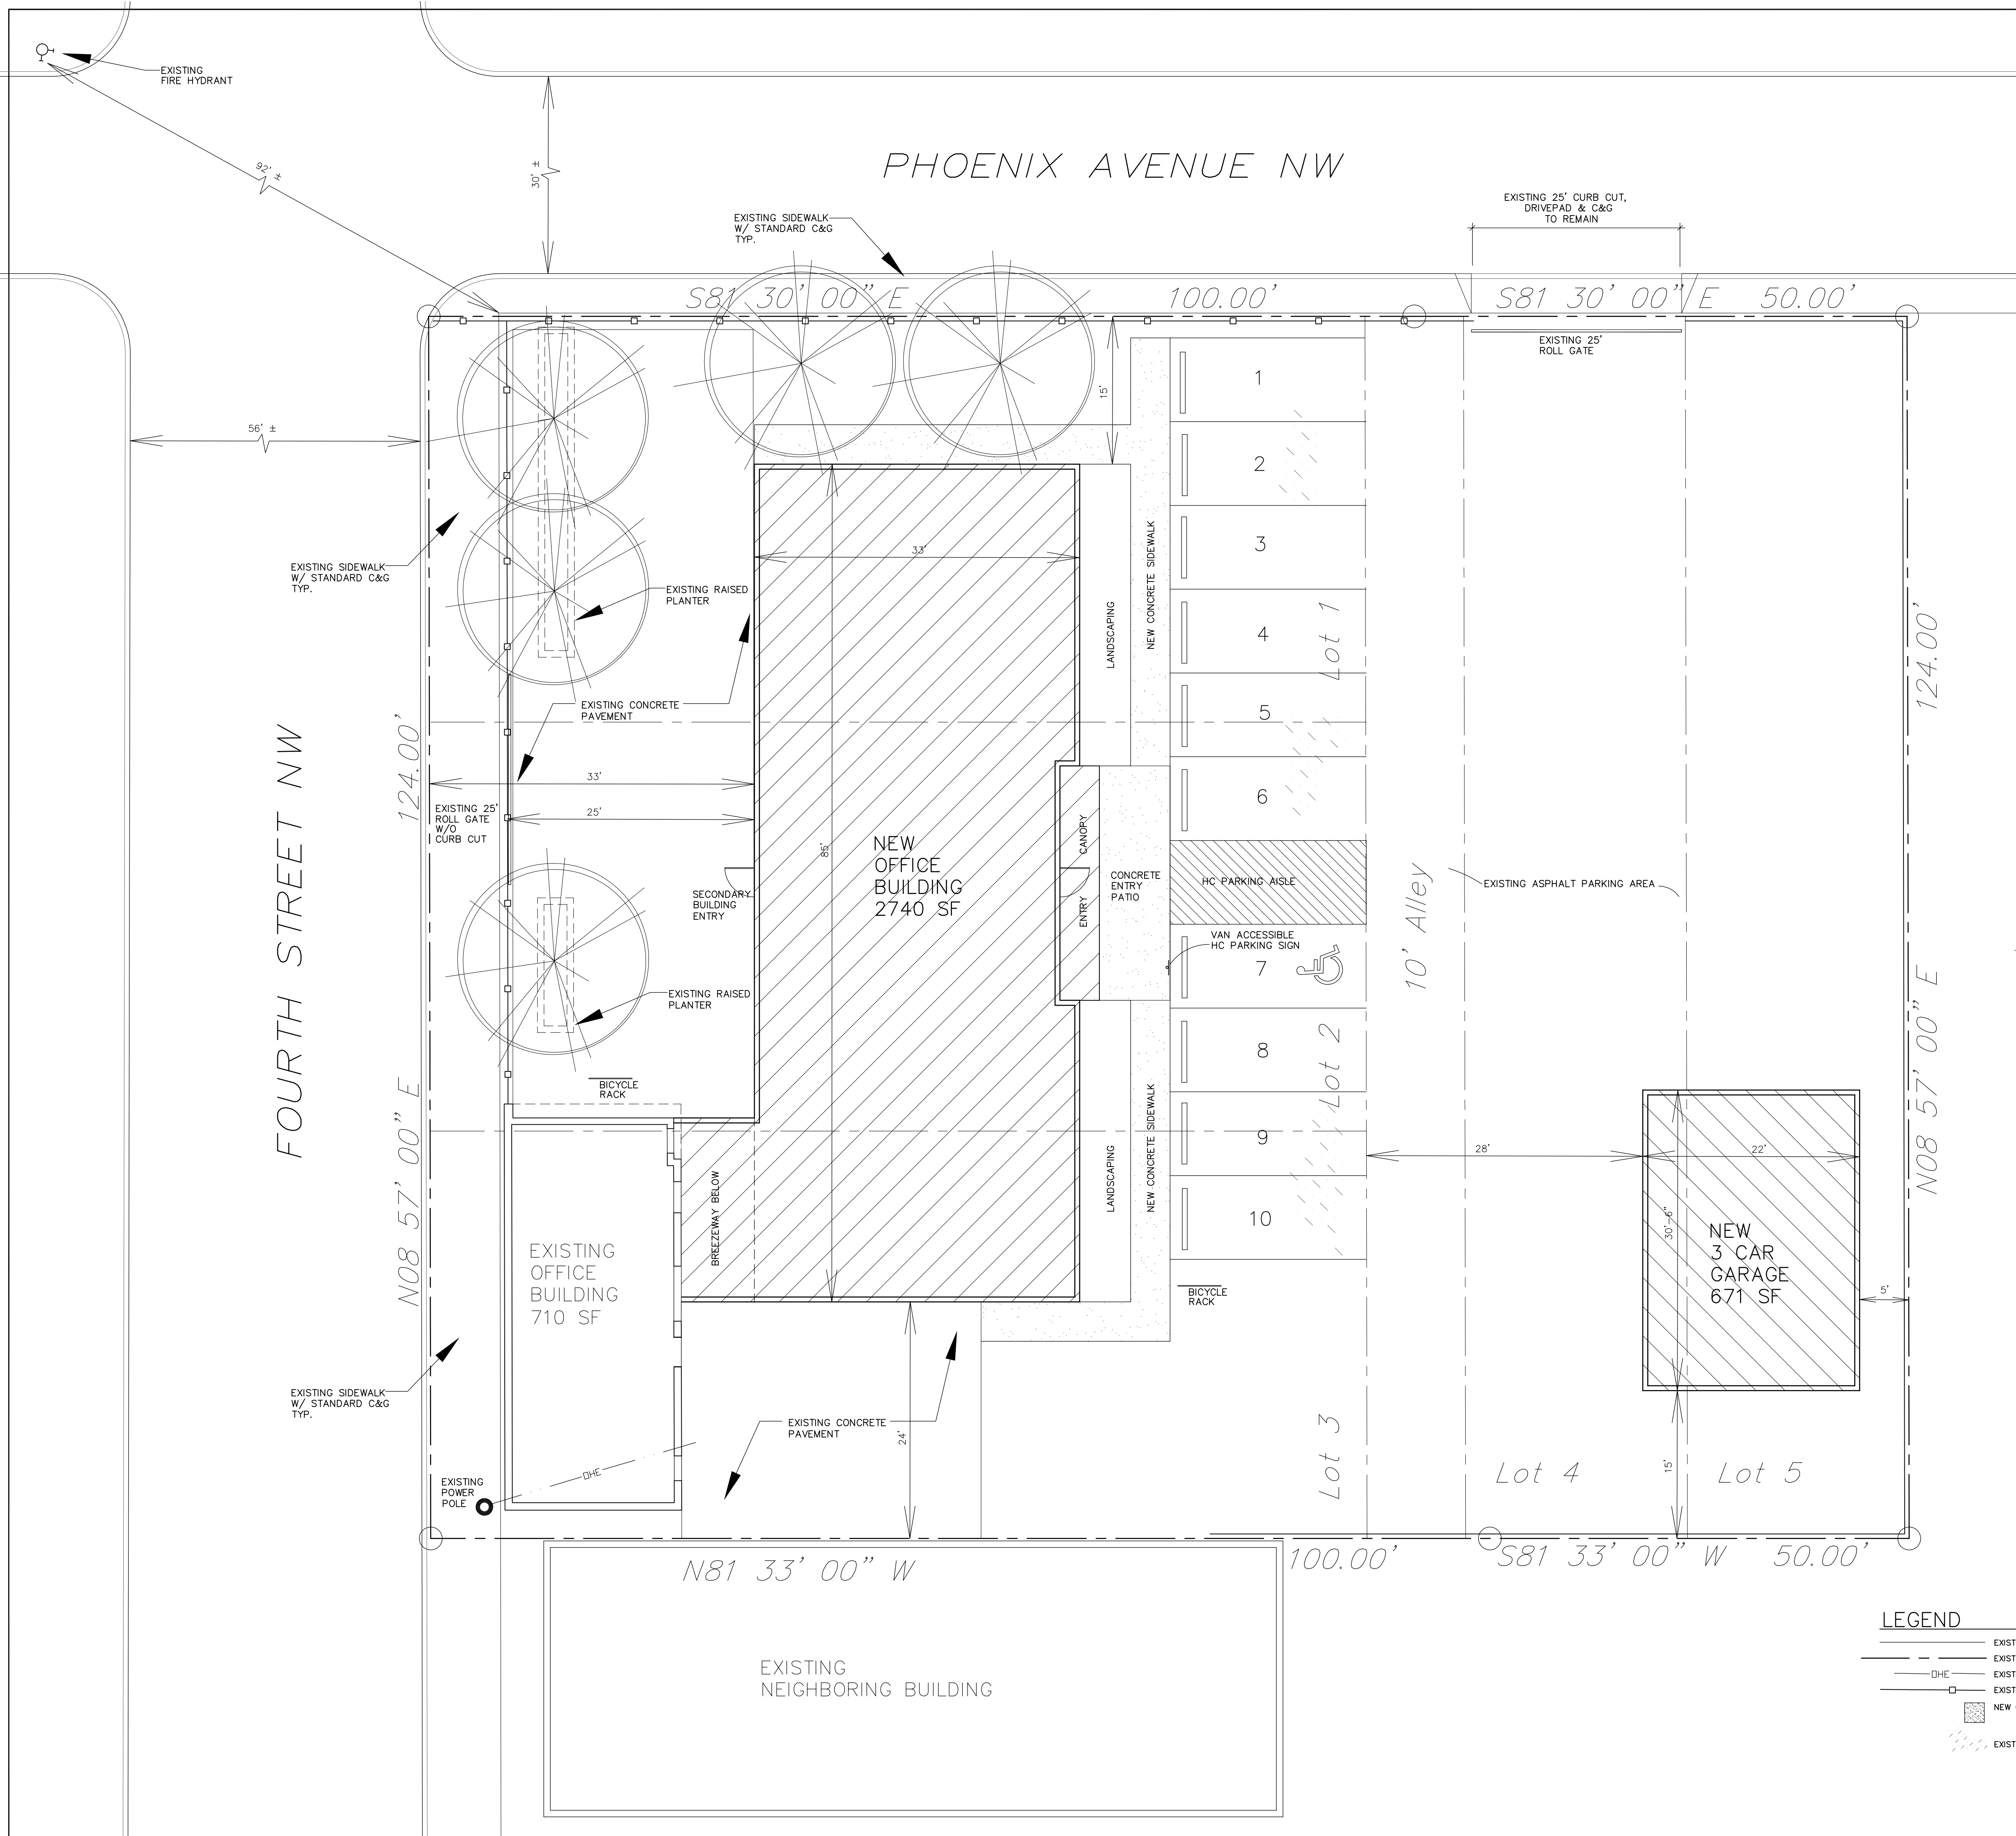 EXISTING
FIRE HYDRANT
92' ±
30' ±
PHOENIX AVENUE NW
EXISTING 25' CURB CUT,
DRIVEPAD & C&G
TO REMAIN
EXISTING SIDEWALK
W/ STANDARD C&G
TYP.
S81 30' 00" E
100.00'
S81 30' 00" E
50.00'
EXISTING 25'
ROLL GATE
15'
1
56' ±
2
33'
3
EXISTING SIDEWALK
W/ STANDARD C&G
TYP.
EXISTING RAISED
PLANTER
LANDSCAPING
NEW CONCRETE SIDEWALK
4
Lot 1
124.00'
EXISTING CONCRETE
PAVEMENT
5
FOURTH STREET NW
124.00'
33'
6
EXISTING 25'
ROLL GATE
W/O
CURB CUT
25'
85'
NEW
OFFICE
BUILDING
2740 SF
ENTRY CANOPY
CONCRETE
ENTRY
PATIO
HC PARKING AISLE
10' Alley
EXISTING ASPHALT PARKING AREA
SECONDARY
BUILDING
ENTRY
VAN ACCESSIBLE
HC PARKING SIGN
7
EXISTING RAISED
PLANTER
8
Lot 2
N08 57' 00" E
N08 57' 00" E
BICYCLE
RACK
LANDSCAPING
NEW CONCRETE SIDEWALK
9
28'
22'
BREEZEWAY BELOW
10
30'-6"
NEW
3 CAR
GARAGE
671 SF
EXISTING
OFFICE
BUILDING
710 SF
BICYCLE
RACK
5'
EXISTING SIDEWALK
W/ STANDARD C&G
TYP.
EXISTING CONCRETE
PAVEMENT
24'
Lot 3
15'
Lot 4
Lot 5
OHE
EXISTING
POWER
POLE
N81 33' 00" W
100.00'
S81 33' 00" W
50.00'
EXISTING
NEIGHBORING BUILDING
LEGEND
EXIST
EXIST
OHE
EXIST
EXIST
NEW
EXIST